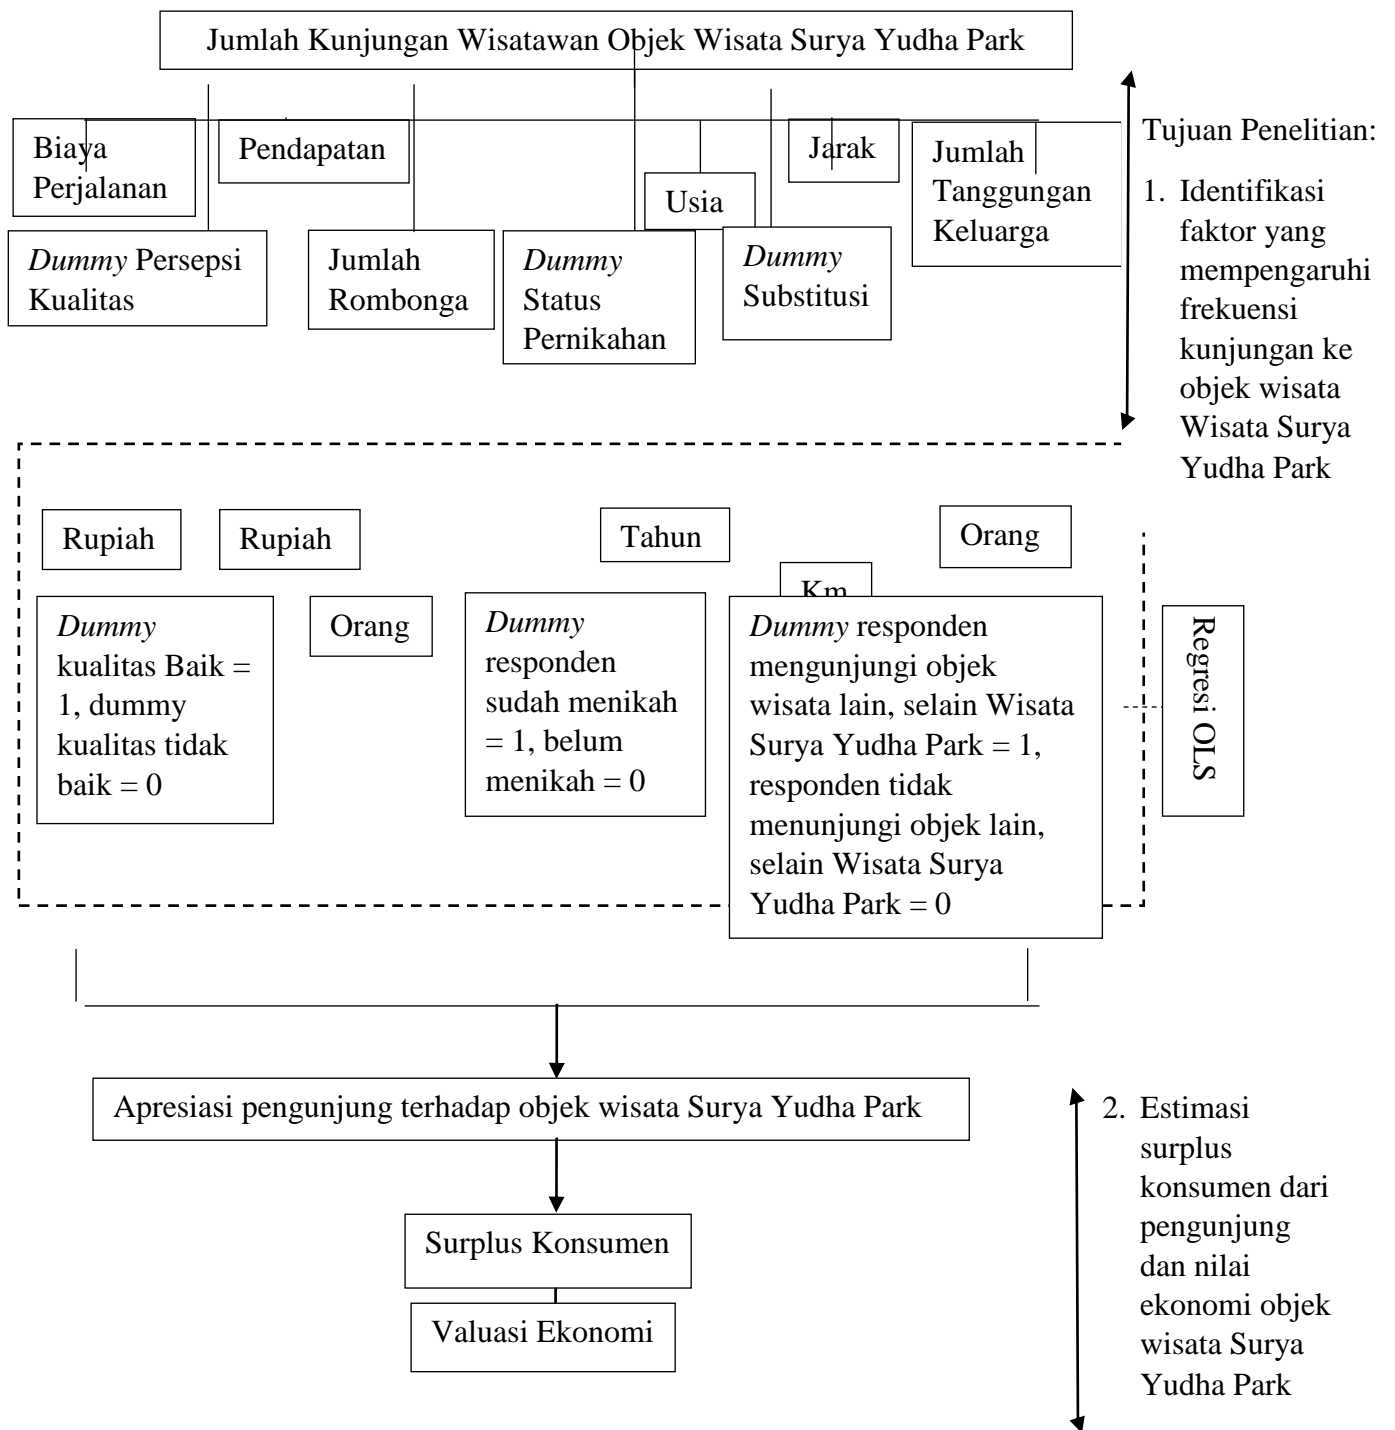 Jumlah Kunjungan Wisatawan Objek Wisata Surya Yudha Park
Biaya
Perjalanan
Pendapatan
Usia
Jarak
Jumlah
Tanggungan
Keluarga
Dummy Persepsi
Kualitas
Jumlah
Rombonga
Dummy
Status
Pernikahan
Dummy
Substitusi
Tujuan Penelitian:
1. Identifikasi
faktor yang
mempengaruhi
frekuensi
kunjungan ke
objek wisata
Wisata Surya
Yudha Park
Rupiah
Rupiah
Tahun
Km
Orang
Dummy
kualitas Baik =
1, dummy
kualitas tidak
baik = 0
Orang
Dummy
responden
sudah menikah
= 1, belum
menikah = 0
Dummy responden
mengunjungi objek
wisata lain, selain Wisata
Surya Yudha Park = 1,
responden tidak
menunjungi objek lain,
selain Wisata Surya
Yudha Park = 0
Regresi OLS
Apresiasi pengunjung terhadap objek wisata Surya Yudha Park
Surplus Konsumen
Valuasi Ekonomi
2. Estimasi
surplus
konsumen dari
pengunjung
dan nilai
ekonomi objek
wisata Surya
Yudha Park